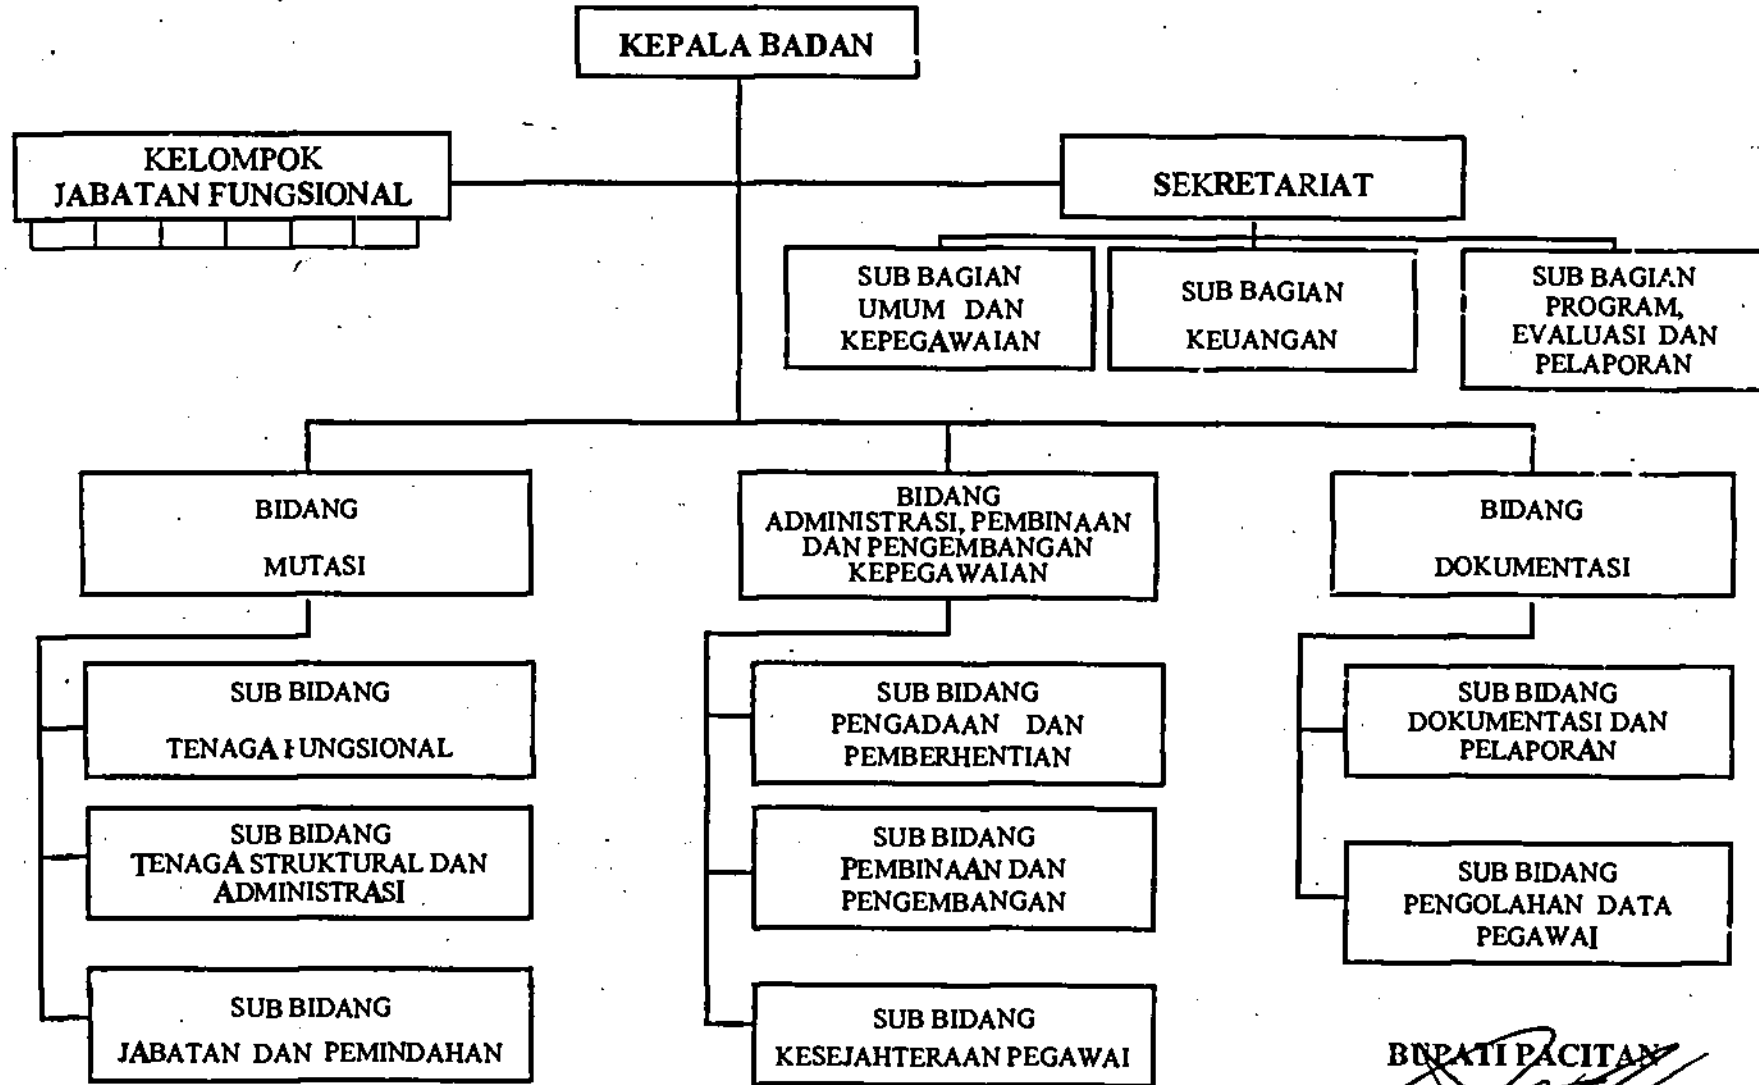 KEPALA BADAN
KELOMPOK
JABATAN FUNGSIONAL
SEKRETARIAT
SUB BAGIAN
UMUM DAN
KEPEGAWAIAN
SUB BAGIAN
KEUANGAN
SUB BAGIAN
PROGRAM,
EVALUASI DAN
PELAPORAN
BIDANG
MUTASI
BIDANG
ADMINISTRASI, PEMBINAAN
DAN PENGEMBANGAN
KEPEGAWAIAN
BIDANG
DOKUMENTASI
SUB BIDANG
TENAGA FUNGSIONAL
SUB BIDANG
TENAGA STRUKTURAL DAN
ADMINISTRASI
SUB BIDANG
JABATAN DAN PEMINDAHAN
SUB BIDANG
PENGADAAN DAN
PEMBERHENTIAN
SUB BIDANG
PEMBINAAN DAN
PENGEMBANGAN
SUB BIDANG
KESEJAHTERAAN PEGAWAI
SUB BIDANG
DOKUMENTASI DAN
PELAPORAN
SUB BIDANG
PENGOLAHAN DATA
PEGAWAI
BUPATI PACITAN